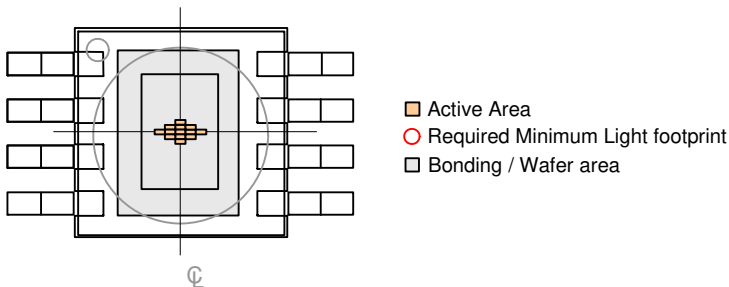 Active Area
Required Minimum Light footprint
Bonding / Wafer area
℄